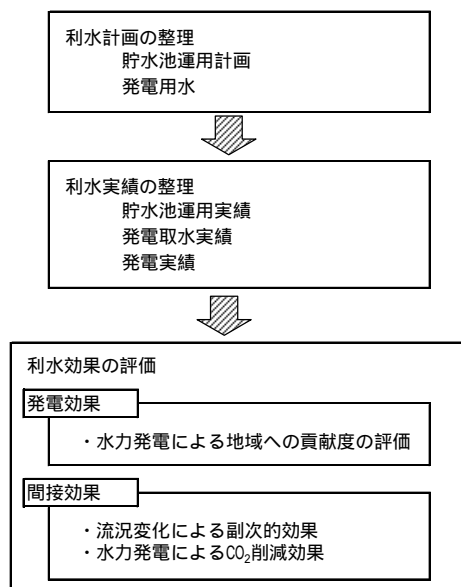 利水計画の整理
貯水池運用計画
発電用水
利水実績の整理
貯水池運用実績
発電取水実績
発電実績
利水効果の評価
発電効果
・水力発電による地域への貢献度の評価
間接効果
・流況変化による副次的効果
・水力発電によるCO₂削減効果